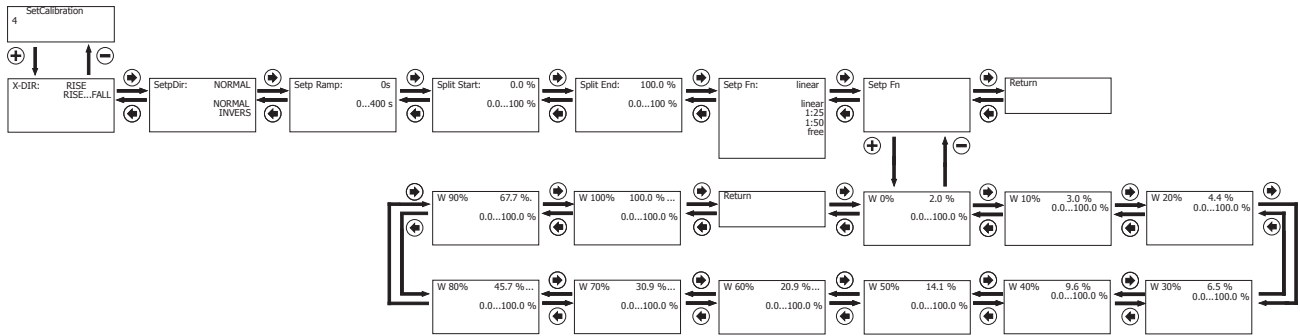 SetCalibration
4
X-DIR: RISE
RISE...FALL
SetpDir: NORMAL
NORMAL
INVERS
Setp Ramp: 0s
0...400 s
Split Start: 0.0 %
0.0...100 %
Split End: 100.0 %
0.0...100 %
Setp Fn: linear
linear
1:25
1:50
free
Setp Fn
Return
W 90% 67.7 %.
0.0...100.0 %
W 100% 100.0 % ...
0.0...100.0 %
Return
W 0% 2.0 %
0.0...100.0 %
W 10% 3.0 %
0.0...100.0 %
W 20% 4.4 %
0.0...100.0 %
W 80% 45.7 %...
0.0...100.0 %
W 70% 30.9 %...
0.0...100.0 %
W 60% 20.9 %...
0.0...100.0 %
W 50% 14.1 %
0.0...100.0 %
W 40% 9.6 %
0.0...100.0 %
W 30% 6.5 %
0.0...100.0 %